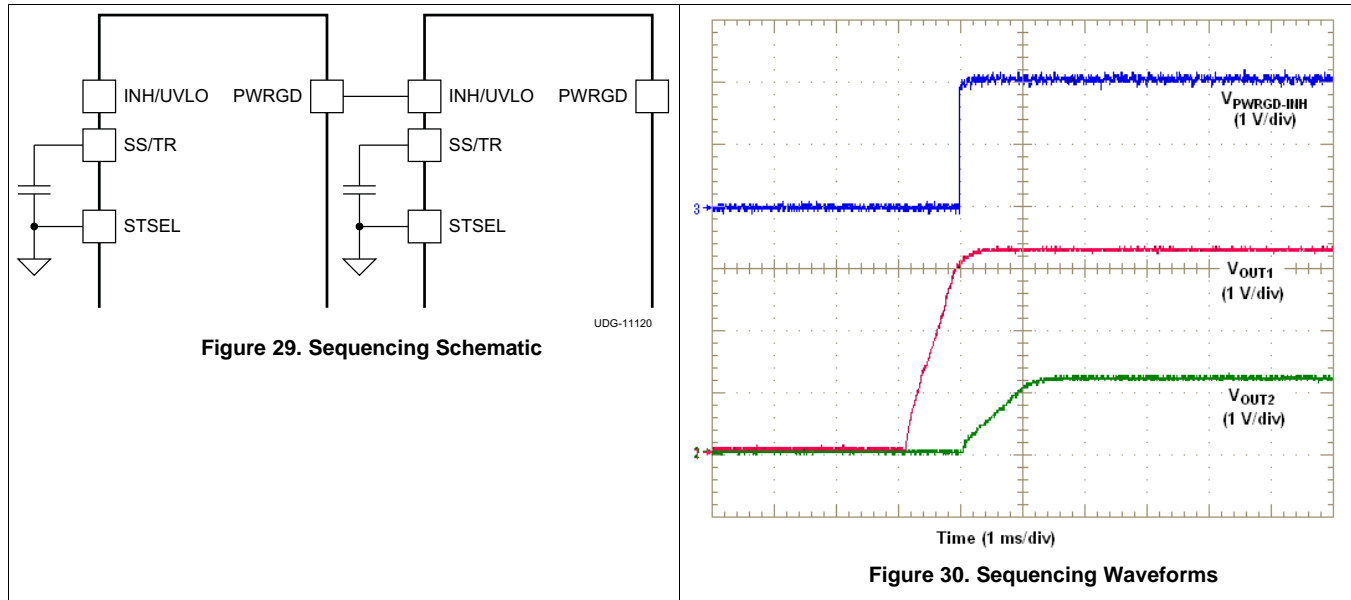 INH/UVLO PWRGD INH/UVLO PWRGD
SS/TR SS/TR
STSEL STSEL
UDG-11120
Figure 29. Sequencing Schematic
VPWRGD-INH
(1 V/div)
3
VOUT1
(1 V/div)
VOUT2
(1 V/div)
Time (1 ms/div)
Figure 30. Sequencing Waveforms